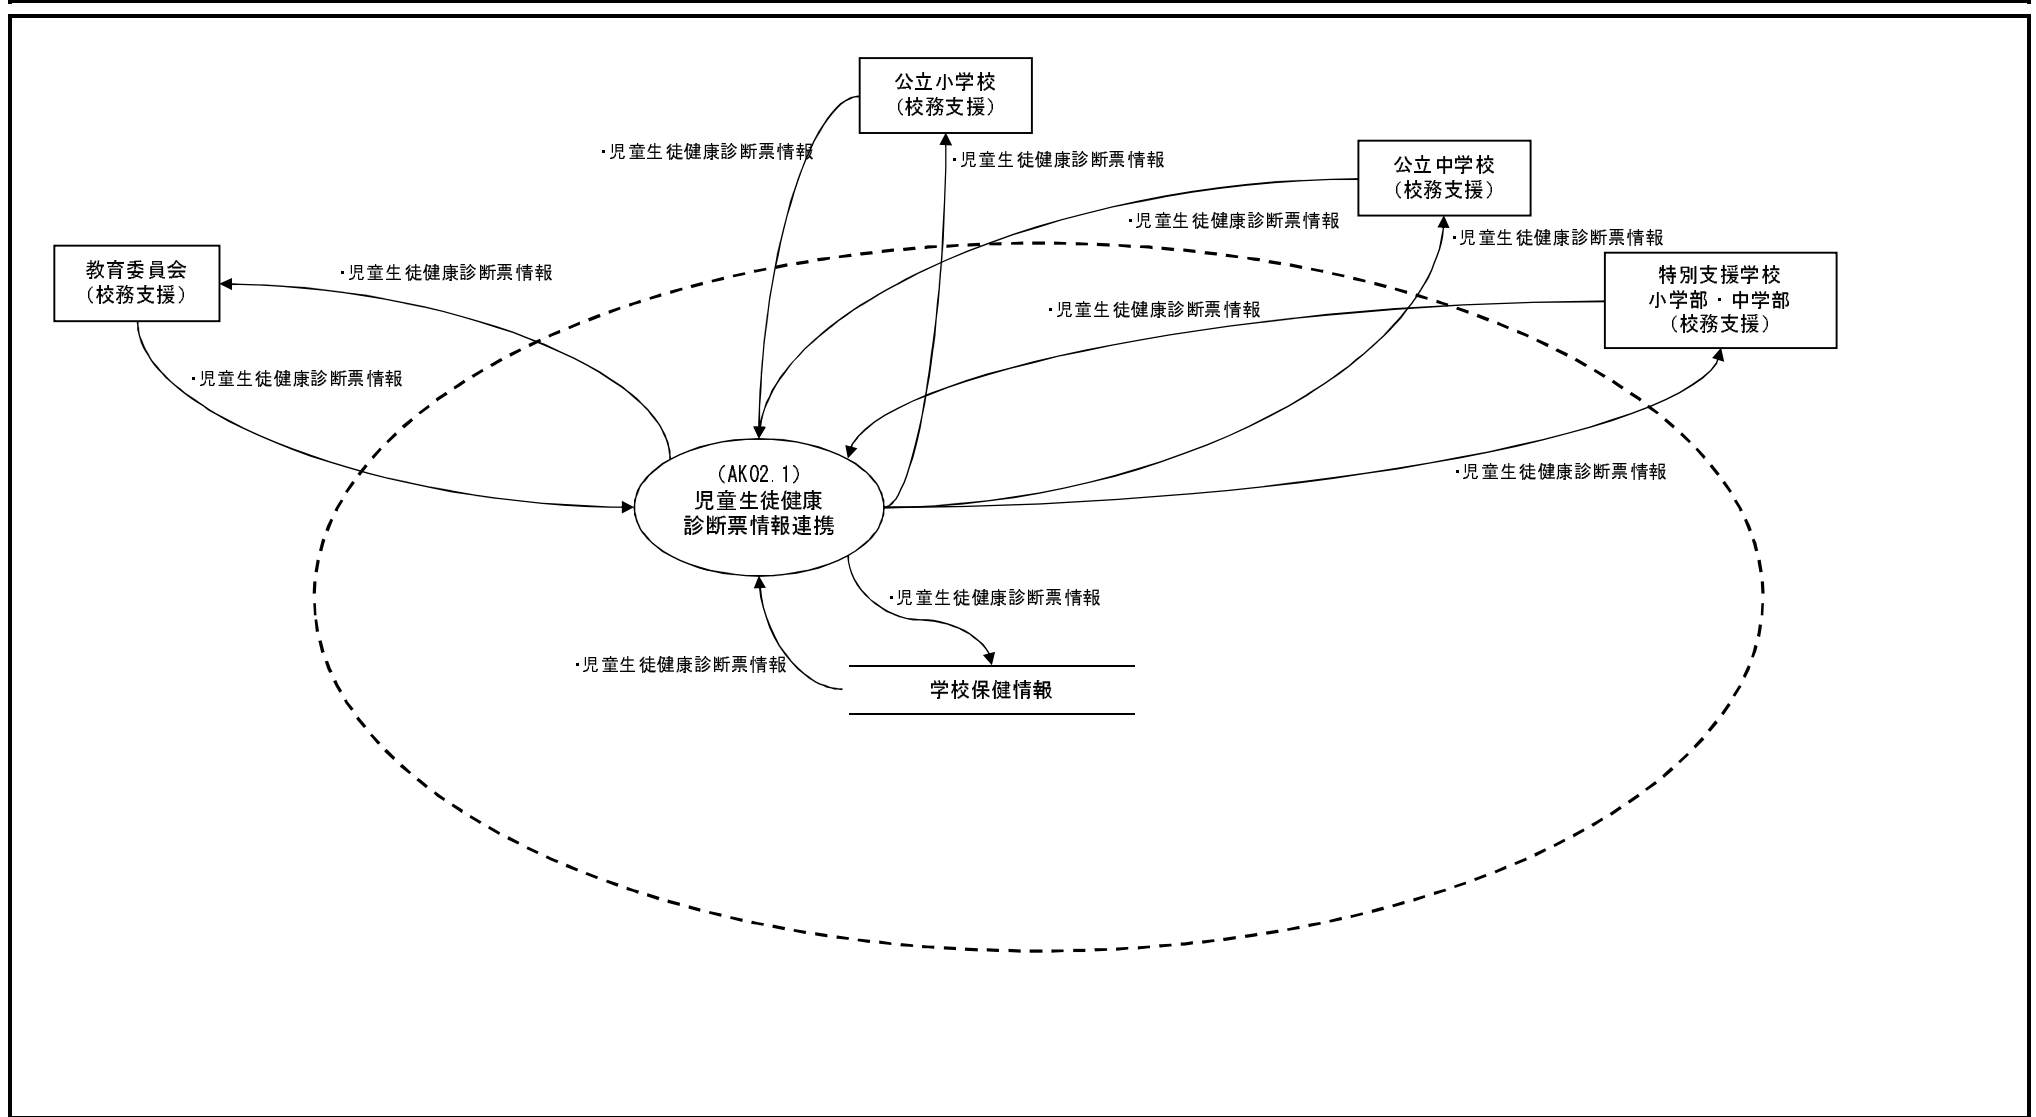 公立小学校
（校務支援）
・児童生徒健康診断票情報
・児童生徒健康診断票情報
公立中学校
（校務支援）
・児童生徒健康診断票情報
・児童生徒健康診断票情報
教育委員会
（校務支援）
・児童生徒健康診断票情報
特別支援学校
小学部・中学部
（校務支援）
・児童生徒健康診断票情報
・児童生徒健康診断票情報
・児童生徒健康診断票情報
（AK02.1）
児童生徒健康
診断票情報連携
・児童生徒健康診断票情報
・児童生徒健康診断票情報
学校保健情報